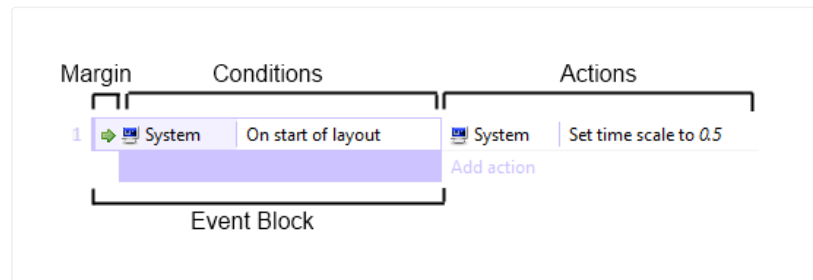 Margin Conditions Actions
1 System On start of layout System Set time scale to 0.5
Add action
Event Block